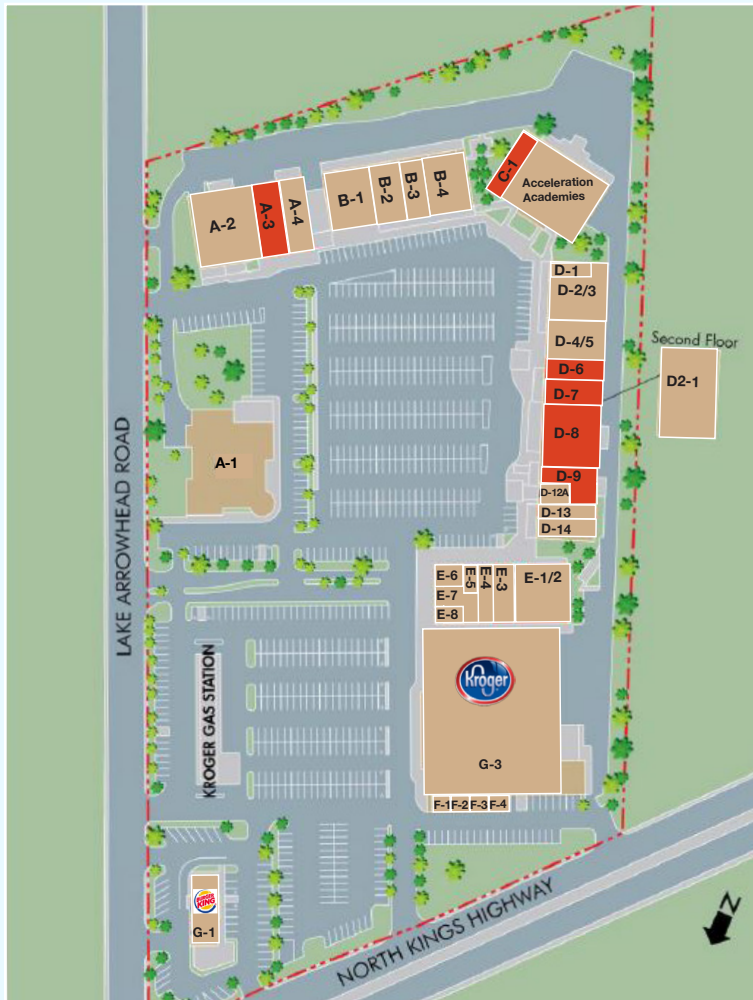 C-1
Acceleration
Academies
A-2
A-3
A-4
B-1
B-2
B-3
B-4
D-1
D-2/3
D-4/5
Second Floor
D-6
D-7
D2-1
D-8
D-9
D-12A
D-13
D-14
A-1
LAKE ARROWHEAD ROAD
E-6
E-5
E-4
E-3
E-1/2
E-7
E-8
KROGER GAS STATION
Kroger
G-3
F-1
F-2
F-3
F-4
BURGER
KING
G-1
NORTH KINGS HIGHWAY
N